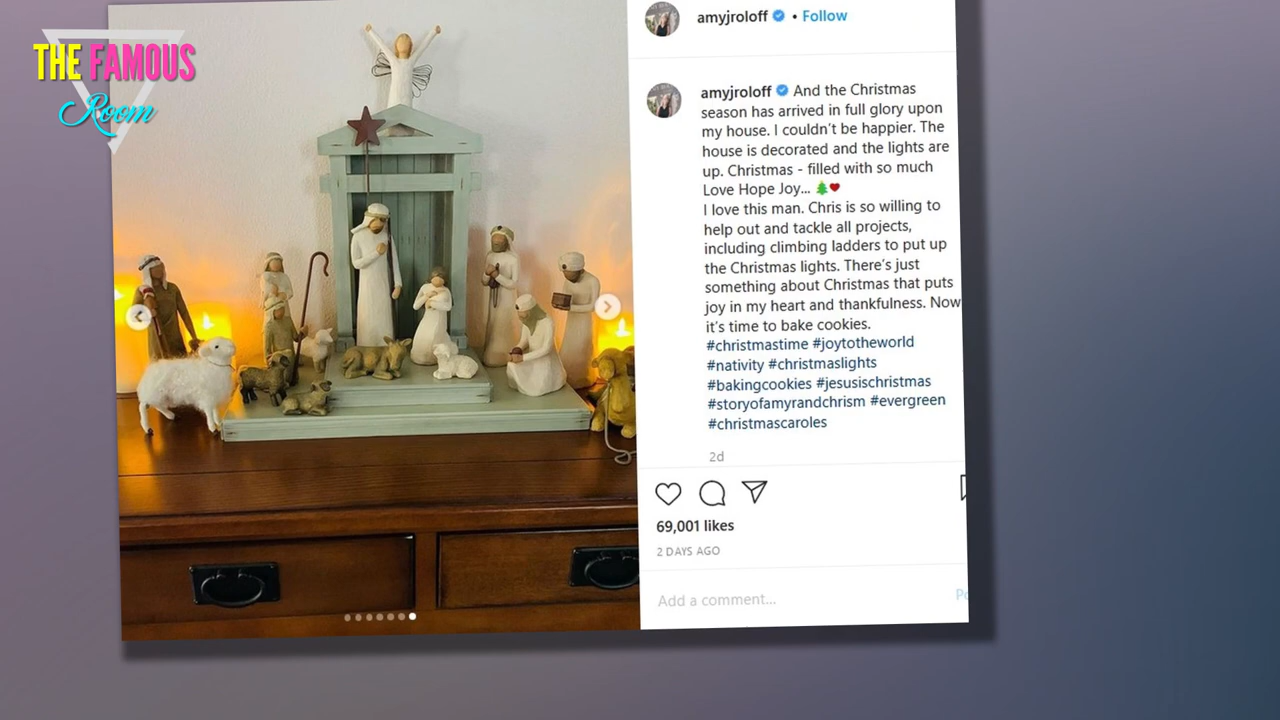 THE FAMOUS
Room
amyjroloff • Follow
amyjroloff And the Christmas
season has arrived in full glory upon
my house. I couldn't be happier. The
house is decorated and the lights are
up. Christmas - filled with so much
Love Hope Joy... 🎄♥
I love this man. Chris is so willing to
help out and tackle all projects,
including climbing ladders to put up
the Christmas lights. There's just
something about Christmas that puts
joy in my heart and thankfulness. Now
it's time to bake cookies.
#christmastime #joytotheworld
#nativity #christmaslights
#bakingcookies #jesusischristmas
#storyofamyrandchrism #evergreen
#christmascaroles
2d
69,001 likes
2 DAYS AGO
Add a comment...